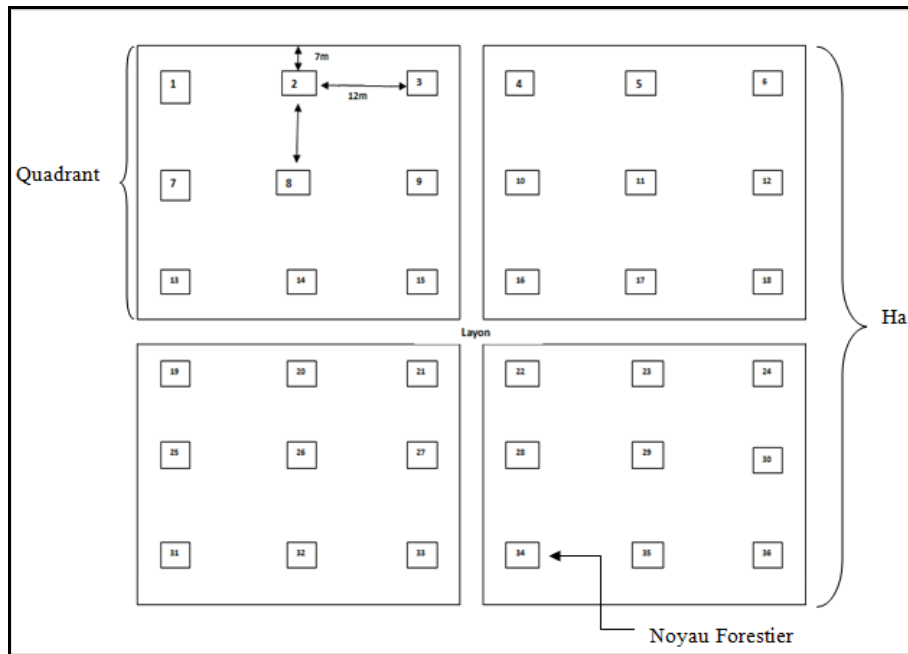 7m
1 2 3 4 5 6
12m
Quadrant
7 8 9 10 11 12
13 14 15 16 17 18
Ha
Layon
19 20 21 22 23 24
25 26 27 28 29 30
31 32 33 34 35 36
Noyau Forestier